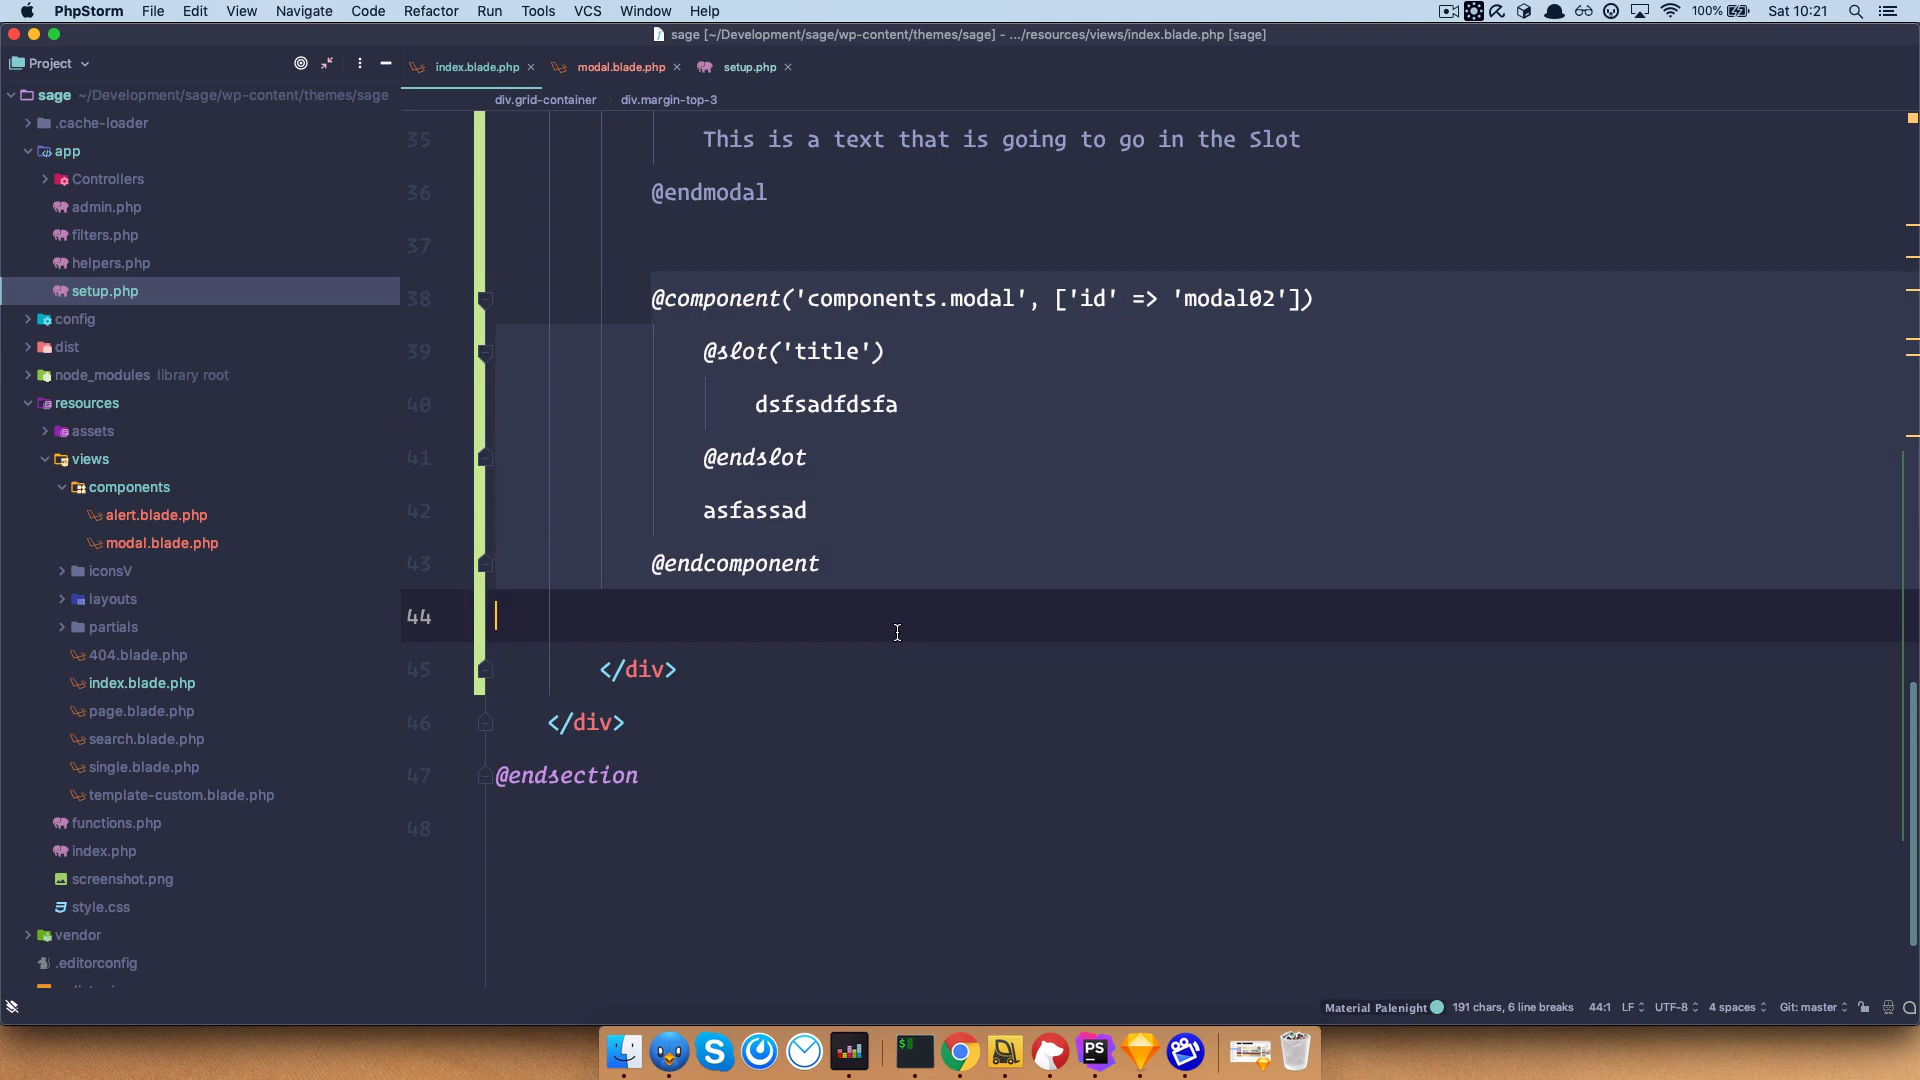 PhpStorm File Edit View Navigate Code Refactor Run Tools VCS Window Help 100% Sat 10:21
sage [~/Development/sage/wp-content/themes/sage] - .../resources/views/index.blade.php [sage]
Project
index.blade.php modal.blade.php setup.php
div.grid-container div.margin-top-3
sage ~/Development/sage/wp-content/themes/sage
.cache-loader
app
Controllers
admin.php
filters.php
helpers.php
setup.php
config
dist
node_modules library root
resources
assets
views
components
alert.blade.php
modal.blade.php
iconsV
layouts
partials
404.blade.php
index.blade.php
page.blade.php
search.blade.php
single.blade.php
template-custom.blade.php
functions.php
index.php
screenshot.png
style.css
vendor
.editorconfig
35 This is a text that is going to go in the Slot
36 @endmodal
37
38 @component('components.modal', ['id' => 'modal02'])
39 @slot('title')
40 dsfsadfdsfa
41 @endslot
42 asfassad
43 @endcomponent
44
45 </div>
46 </div>
47 @endsection
48
Material Palenight 191 chars, 6 line breaks 44:1 LF UTF-8 4 spaces Git: master